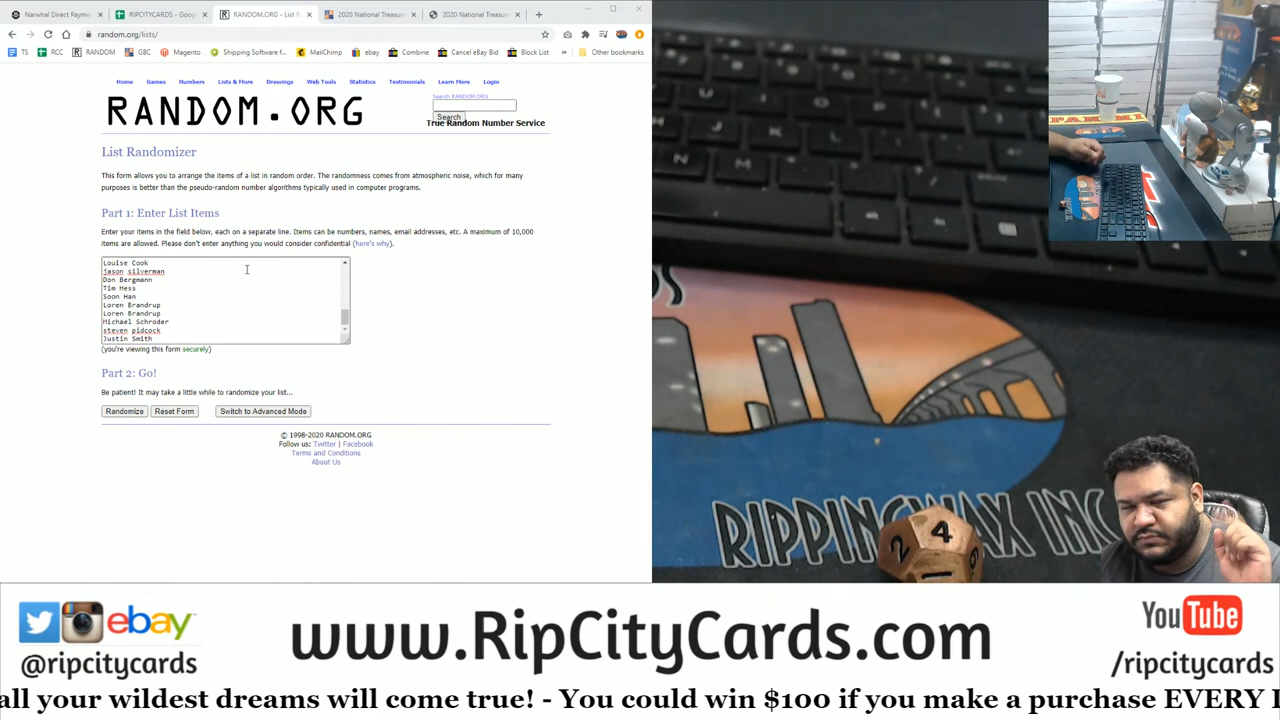 Narwhal Direct Payme
RIPCITYCARDS - Goog
RANDOM.ORG - List R
2020 National Treasure
2020 National Treasure
random.org/lists/
TS
RCC
RANDOM
GBC
Magento
Shipping Software fo...
MailChimp
ebay
Combine
Cancel eBay Bid
Block List
»
Other bookmarks
Home Games Numbers Lists & More Drawings Web Tools Statistics Testimonials Learn More Login
Search RANDOM.ORG
RANDOM.ORG
Search
True Random Number Service
List Randomizer
This form allows you to arrange the items of a list in random order. The randomness comes from atmospheric noise, which for many
purposes is better than the pseudo-random number algorithms typically used in computer programs.
Part 1: Enter List Items
Enter your items in the field below, each on a separate line. Items can be numbers, names, email addresses, etc. A maximum of 10,000
items are allowed. Please don't enter anything you would consider confidential (here's why).
Louise Cook
jason silverman
Don Bergmann
Tim Hess
Soon Han
Loren Brandrup
Loren Brandrup
Michael Schroder
steven pidcock
Justin Smith
(you're viewing this form securely)
Part 2: Go!
Be patient! It may take a little while to randomize your list...
Randomize
Reset Form
Switch to Advanced Mode
© 1998-2020 RANDOM.ORG
Follow us: Twitter | Facebook
Terms and Conditions
About Us
RIPPINGWAX INC
2 4
ebay
@ripcitycards
www.RipCityCards.com
YouTube
/ripcitycards
all your wildest dreams will come true! - You could win $100 if you make a purchase EVERY